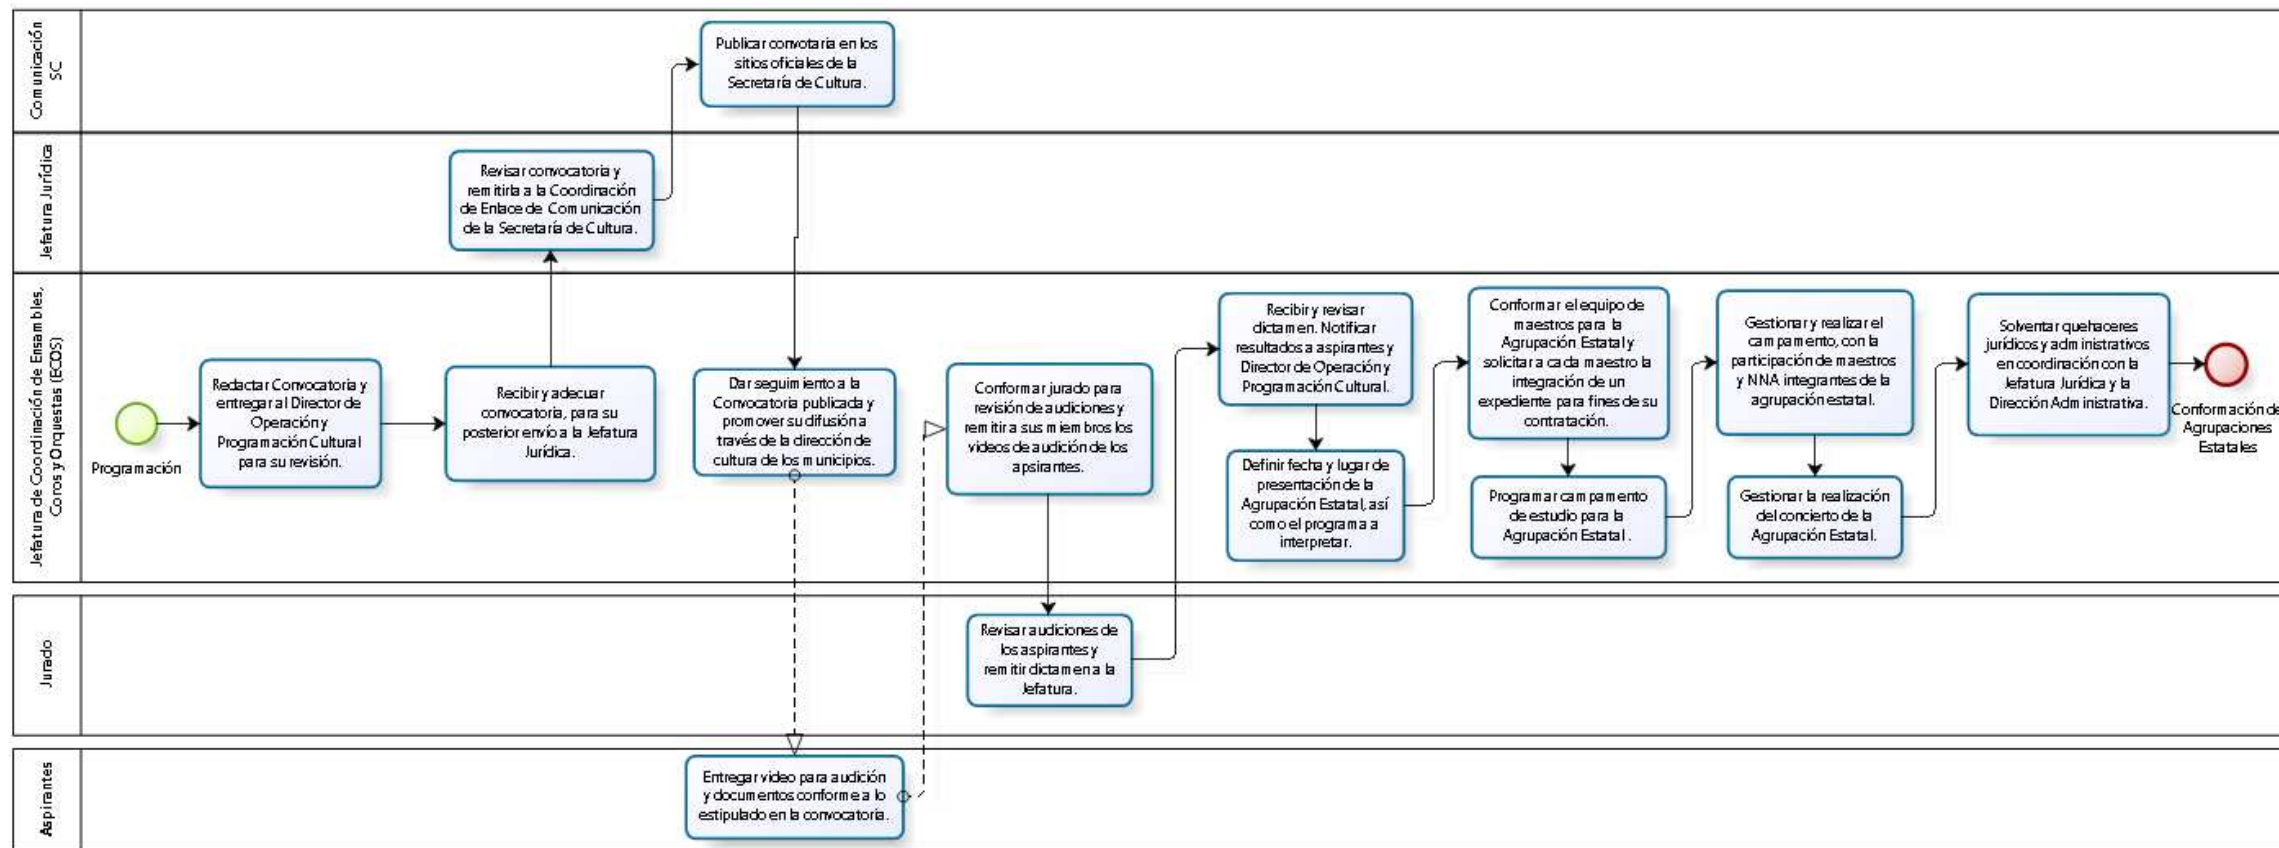 Comunicación
SC
Publicar convotaria en los
sitios oficiales de la
Secretaría de Cultura.
Jefatura Jurídica
Revisar convocatoria y
remitirla a la Coordinación
de Enlace de Comunicación
de la Secretaría de Cultura.
Jefatura de Coordinación de Ensambles,
Coros y Orquestas (ECOS)
Programación
Redactar Convocatoria y
entregar al Director de
Operación y
Programación Cultural
para su revisión.
Recibir y adecuar
convocatoria, para su
posterior envío a la Jefatura
Jurídica.
Dar seguimiento a la
Convocatoria publicada y
promover su difusión a
través de la dirección de
cultura de los municipios.
Conformar jurado para
revisión de audiciones y
remitir a sus miembros los
videos de audición de los
apsirantes.
Recibir y revisar
dictamen. Notificar
resultados a aspirantes y
Director de Operación y
Programación Cultural.
Definir fecha y lugar de
presentación de la
Agrupación Estatal, así
como el programa a
interpretar.
Conformar el equipo de
maestros para la
Agrupación Estatal y
solicitar a cada maestro la
integración de un
expediente para fines de su
contratación.
Programar campamento
de estudio para la
Agrupación Estatal .
Gestionar y realizar el
campamento, con la
participación de maestros
y NNA integrantes de la
agrupación estatal.
Gestionar la realización
del concierto de la
Agrupación Estatal.
Solventar quehaceres
jurídicos y administrativos
en coordinación con la
Jefatura Jurídica y la
Dirección Administrativa.
Conformación de
Agrupaciones
Estatales
Jurado
Revisar audiciones de
los aspirantes y
remitir dictamen a la
Jefatura.
Aspirantes
Entregar video para audición
y documentos conforme a lo
estipulado en la convocatoria.